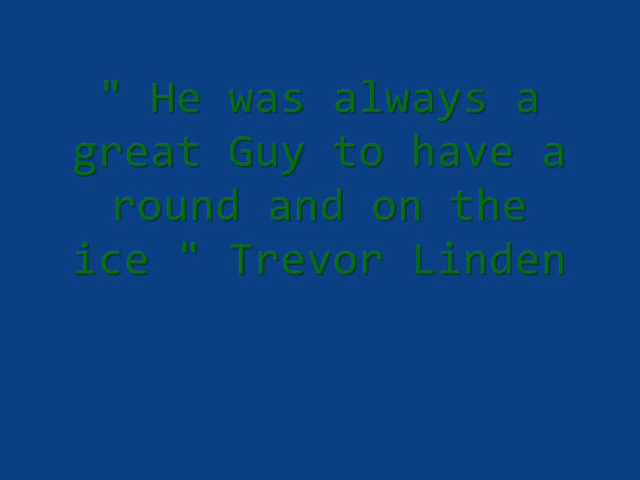 " He was always a
great Guy to have a
round and on the
ice " Trevor Linden